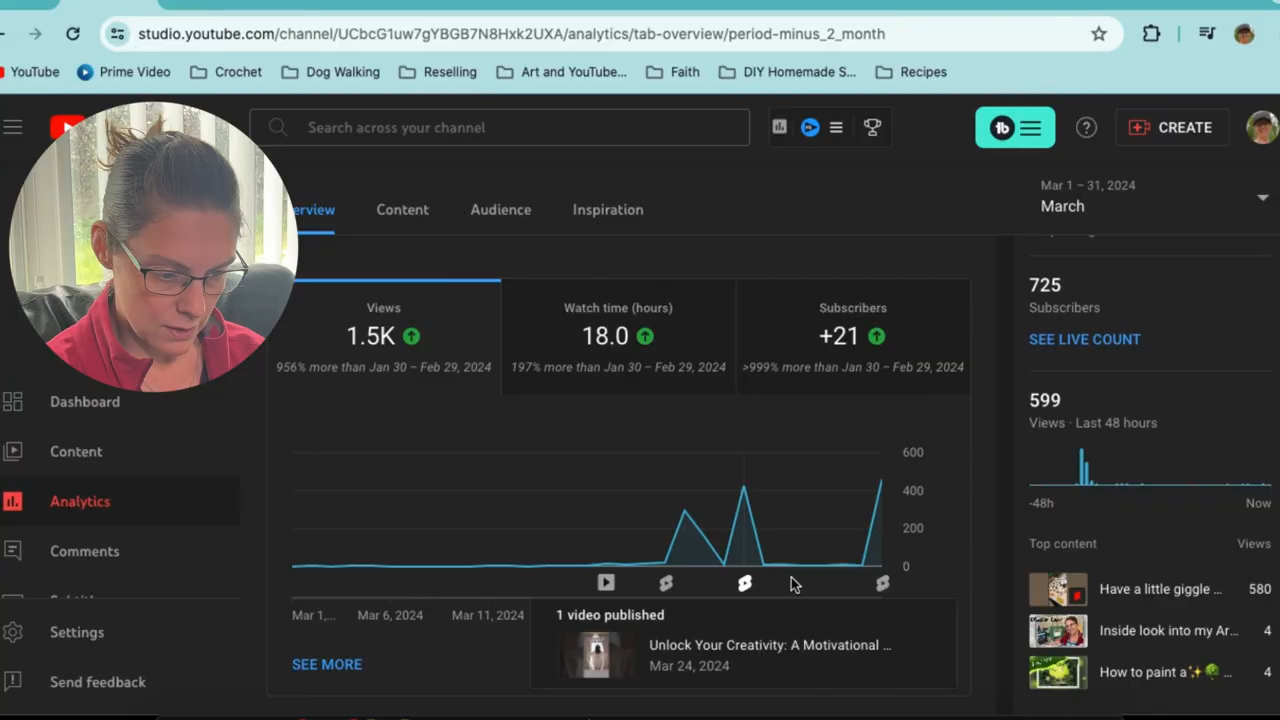 studio.youtube.com/channel/UCbcG1uw7gYBGB7N8Hxk2UXA/analytics/tab-overview/period-minus_2_month
YouTube Prime Video Crochet Dog Walking Reselling Art and YouTube... Faith DIY Homemade S... Recipes
Search across your channel
CREATE
erview Content Audience Inspiration
Mar 1 – 31, 2024
March
Views
1.5K
956% more than Jan 30 – Feb 29, 2024
Watch time (hours)
18.0
197% more than Jan 30 – Feb 29, 2024
Subscribers
+21
>999% more than Jan 30 – Feb 29, 2024
600
400
200
0
Mar 1,... Mar 6, 2024 Mar 11, 2024
1 video published
Unlock Your Creativity: A Motivational ...
Mar 24, 2024
SEE MORE
Dashboard
Content
Analytics
Comments
Settings
Send feedback
725
Subscribers
SEE LIVE COUNT
599
Views · Last 48 hours
-48h Now
Top content Views
Have a little giggle ... 580
Inside look into my Ar... 4
How to paint a✨🌳... 4